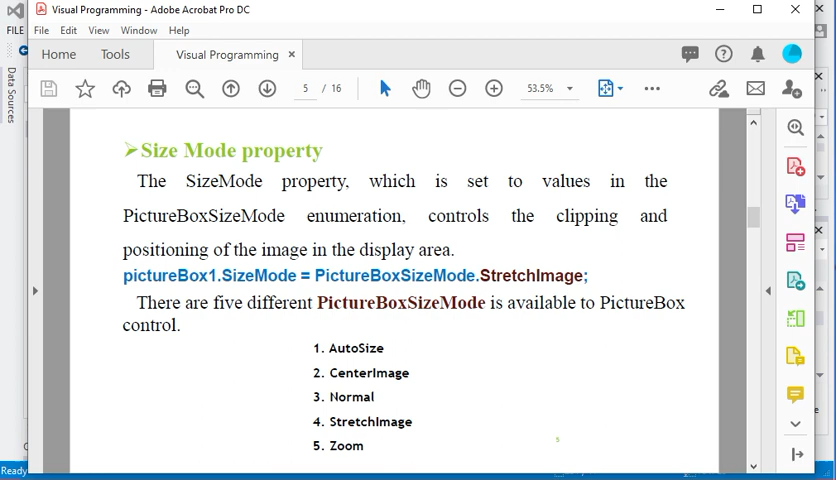 Visual Programming - Adobe Acrobat Pro DC
FILE
File Edit View Window Help
Home Tools Visual Programming ×
5 / 16 53.5%
Data Sources
➢Size Mode property
The SizeMode property, which is set to values in the
PictureBoxSizeMode enumeration, controls the clipping and
positioning of the image in the display area.
pictureBox1.SizeMode = PictureBoxSizeMode.StretchImage;
There are five different PictureBoxSizeMode is available to PictureBox
control.
1. AutoSize
2. CenterImage
3. Normal
4. StretchImage
5. Zoom
5
Ready